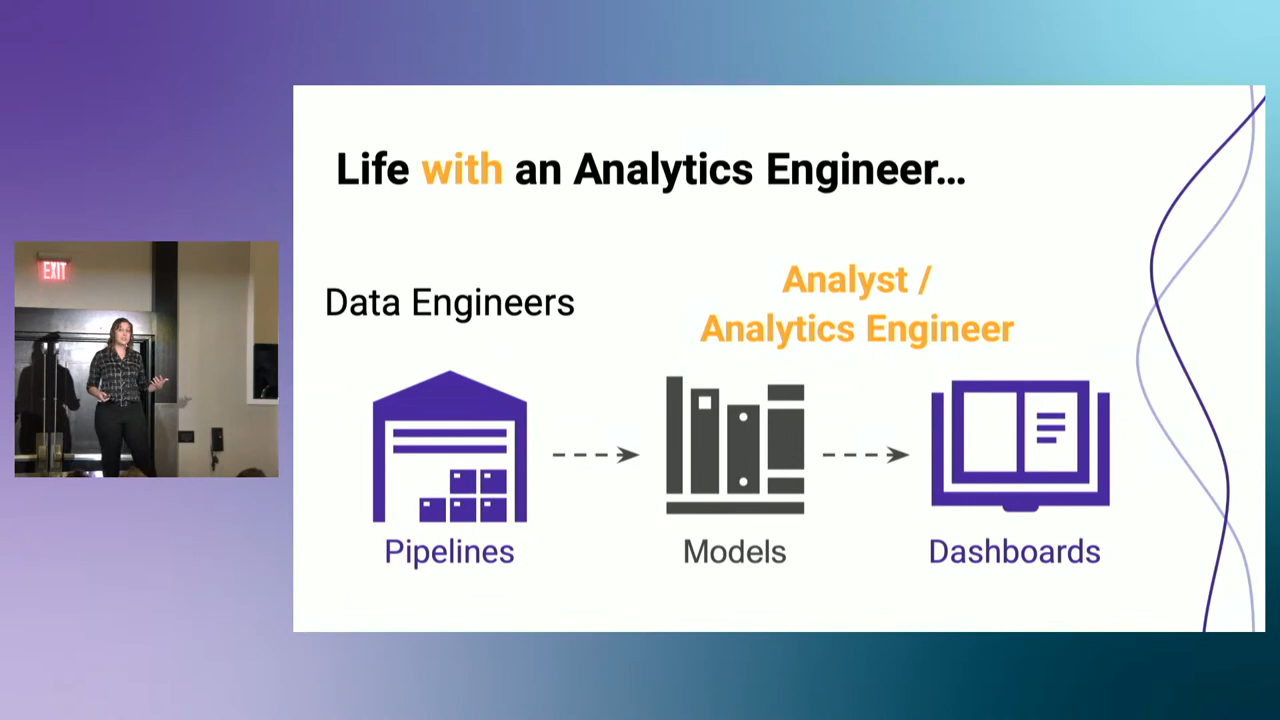 Life with an Analytics Engineer…
EXIT
Data Engineers
Analyst /
Analytics Engineer
Pipelines
Models
Dashboards